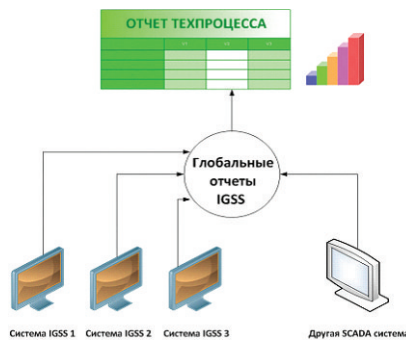 ОТЧЕТ ТЕХПРОЦЕССА
Глобальные
отчеты
IGSS
Система IGSS 1
Система IGSS 2
Система IGSS 3
Другая SCADA система